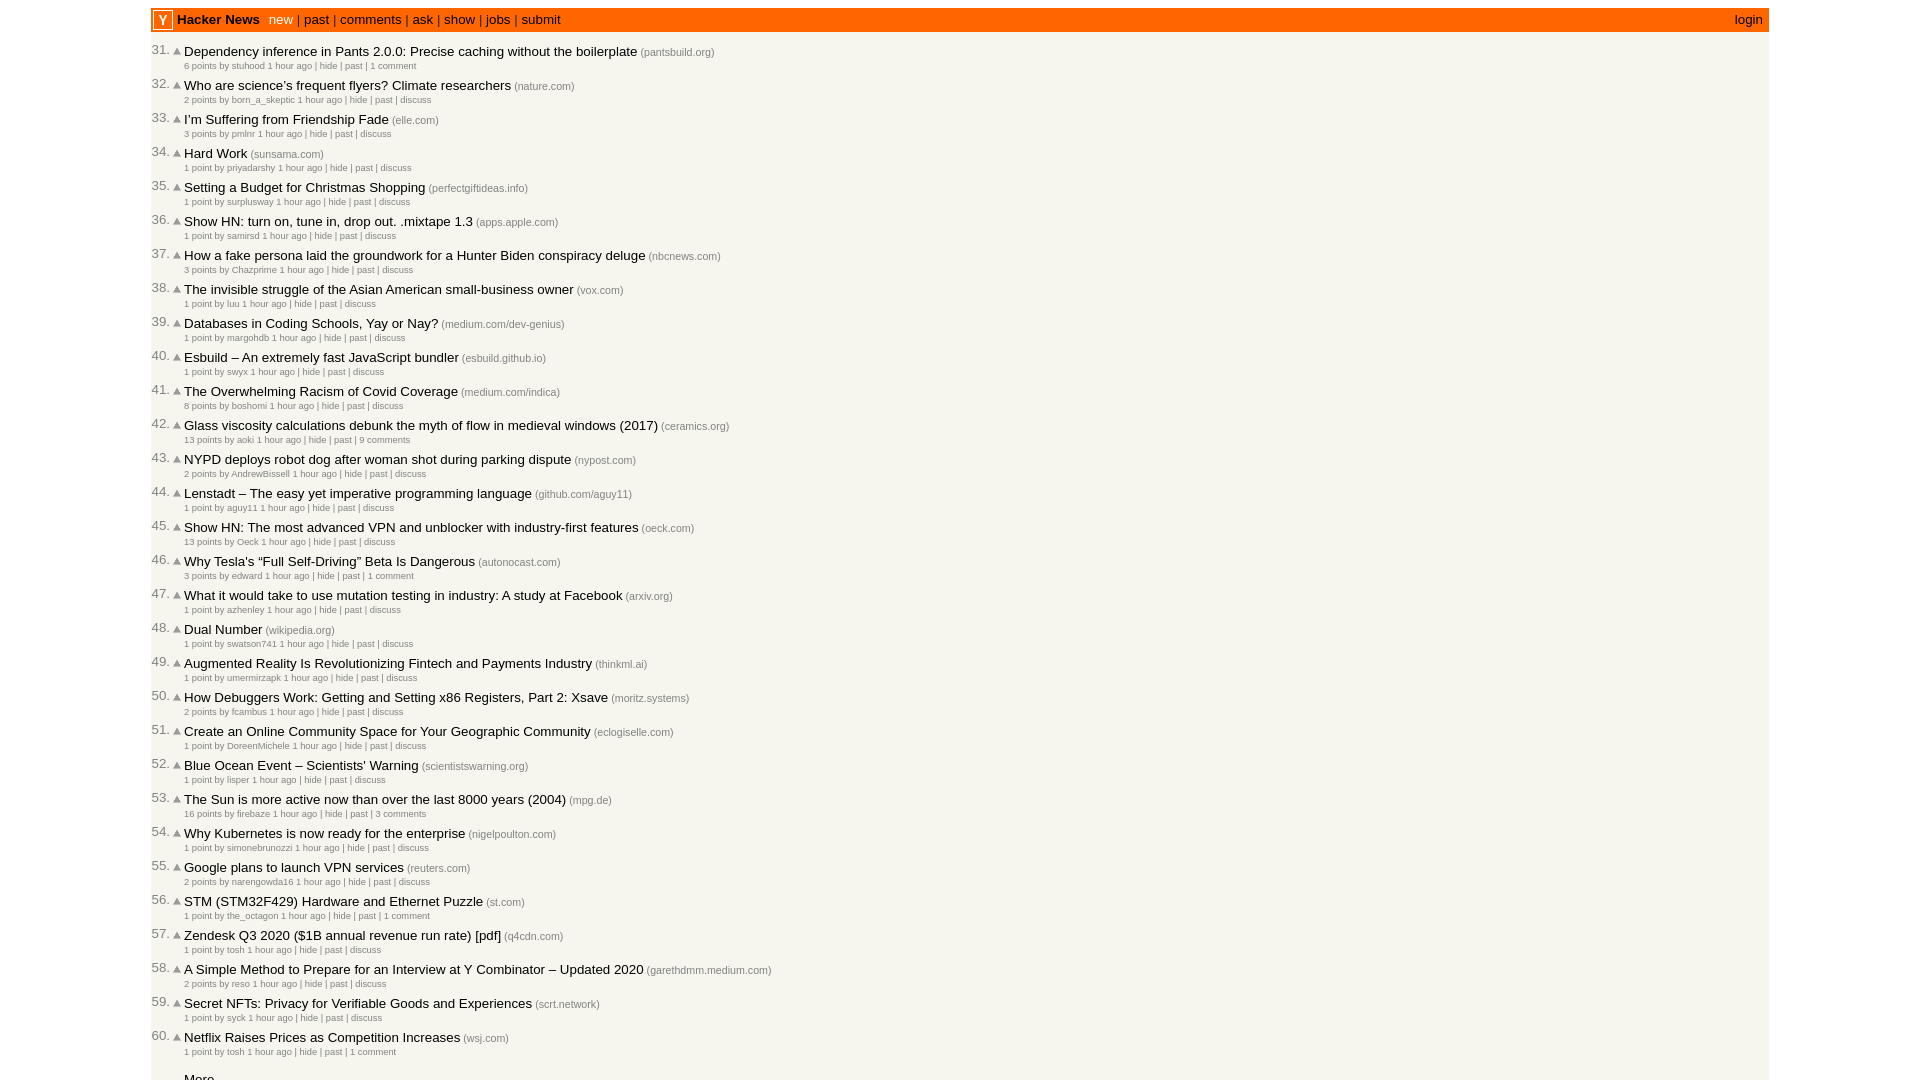 Y Hacker News new | past | comments | ask | show | jobs | submit login
31. Dependency inference in Pants 2.0.0: Precise caching without the boilerplate (pantsbuild.org)
6 points by stuhood 1 hour ago | hide | past | 1 comment
32. Who are science’s frequent flyers? Climate researchers (nature.com)
2 points by born_a_skeptic 1 hour ago | hide | past | discuss
33. I’m Suffering from Friendship Fade (elle.com)
3 points by pmlnr 1 hour ago | hide | past | discuss
34. Hard Work (sunsama.com)
1 point by priyadarshy 1 hour ago | hide | past | discuss
35. Setting a Budget for Christmas Shopping (perfectgiftideas.info)
1 point by surplusway 1 hour ago | hide | past | discuss
36. Show HN: turn on, tune in, drop out. .mixtape 1.3 (apps.apple.com)
1 point by samirsd 1 hour ago | hide | past | discuss
37. How a fake persona laid the groundwork for a Hunter Biden conspiracy deluge (nbcnews.com)
3 points by Chazprime 1 hour ago | hide | past | discuss
38. The invisible struggle of the Asian American small-business owner (vox.com)
1 point by luu 1 hour ago | hide | past | discuss
39. Databases in Coding Schools, Yay or Nay? (medium.com/dev-genius)
1 point by margohdb 1 hour ago | hide | past | discuss
40. Esbuild – An extremely fast JavaScript bundler (esbuild.github.io)
1 point by swyx 1 hour ago | hide | past | discuss
41. The Overwhelming Racism of Covid Coverage (medium.com/indica)
8 points by boshomi 1 hour ago | hide | past | discuss
42. Glass viscosity calculations debunk the myth of flow in medieval windows (2017) (ceramics.org)
13 points by aoki 1 hour ago | hide | past | 9 comments
43. NYPD deploys robot dog after woman shot during parking dispute (nypost.com)
2 points by AndrewBissell 1 hour ago | hide | past | discuss
44. Lenstadt – The easy yet imperative programming language (github.com/aguy11)
1 point by aguy11 1 hour ago | hide | past | discuss
45. Show HN: The most advanced VPN and unblocker with industry-first features (oeck.com)
13 points by Oeck 1 hour ago | hide | past | discuss
46. Why Tesla's “Full Self-Driving” Beta Is Dangerous (autonocast.com)
3 points by edward 1 hour ago | hide | past | 1 comment
47. What it would take to use mutation testing in industry: A study at Facebook (arxiv.org)
1 point by azhenley 1 hour ago | hide | past | discuss
48. Dual Number (wikipedia.org)
1 point by swatson741 1 hour ago | hide | past | discuss
49. Augmented Reality Is Revolutionizing Fintech and Payments Industry (thinkml.ai)
1 point by umermirzapk 1 hour ago | hide | past | discuss
50. How Debuggers Work: Getting and Setting x86 Registers, Part 2: Xsave (moritz.systems)
2 points by fcambus 1 hour ago | hide | past | discuss
51. Create an Online Community Space for Your Geographic Community (eclogiselle.com)
1 point by DoreenMichele 1 hour ago | hide | past | discuss
52. Blue Ocean Event – Scientists' Warning (scientistswarning.org)
1 point by lisper 1 hour ago | hide | past | discuss
53. The Sun is more active now than over the last 8000 years (2004) (mpg.de)
16 points by firebaze 1 hour ago | hide | past | 3 comments
54. Why Kubernetes is now ready for the enterprise (nigelpoulton.com)
1 point by simonebrunozzi 1 hour ago | hide | past | discuss
55. Google plans to launch VPN services (reuters.com)
2 points by narengowda16 1 hour ago | hide | past | discuss
56. STM (STM32F429) Hardware and Ethernet Puzzle (st.com)
1 point by the_octagon 1 hour ago | hide | past | 1 comment
57. Zendesk Q3 2020 ($1B annual revenue run rate) [pdf] (q4cdn.com)
1 point by tosh 1 hour ago | hide | past | discuss
58. A Simple Method to Prepare for an Interview at Y Combinator – Updated 2020 (garethdmm.medium.com)
2 points by reso 1 hour ago | hide | past | discuss
59. Secret NFTs: Privacy for Verifiable Goods and Experiences (scrt.network)
1 point by syck 1 hour ago | hide | past | discuss
60. Netflix Raises Prices as Competition Increases (wsj.com)
1 point by tosh 1 hour ago | hide | past | 1 comment
More